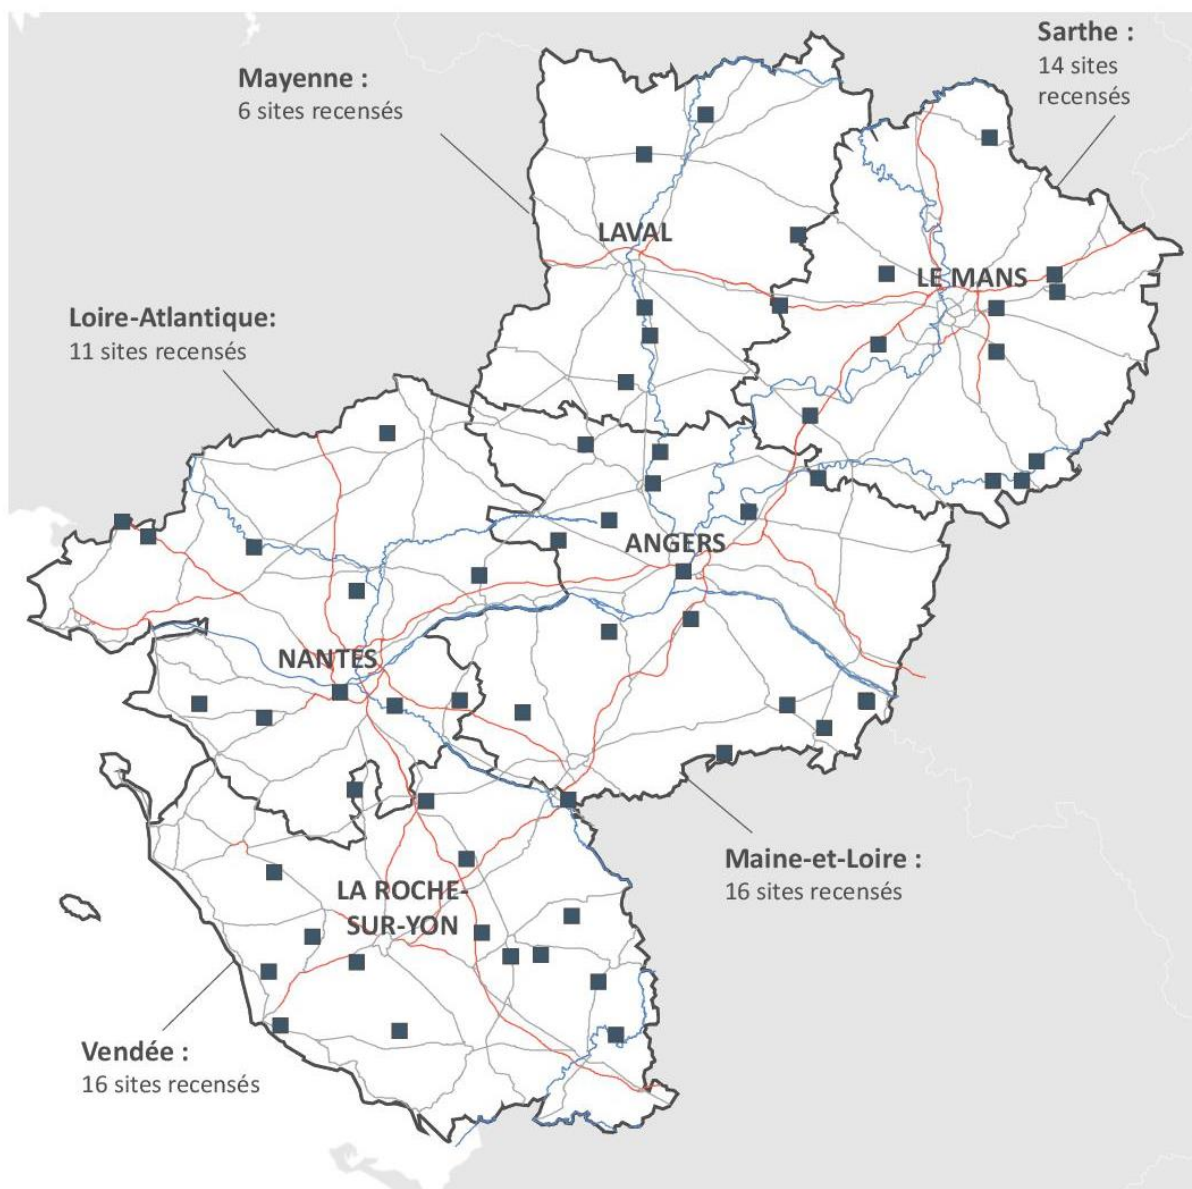 Sarthe :
14 sites
recensés
Mayenne :
6 sites recensés
LAVAL
LE MANS
Loire-Atlantique:
11 sites recensés
ANGERS
NANTES
Maine-et-Loire :
16 sites recensés
LA ROCHE-
SUR-YON
Vendée :
16 sites recensés